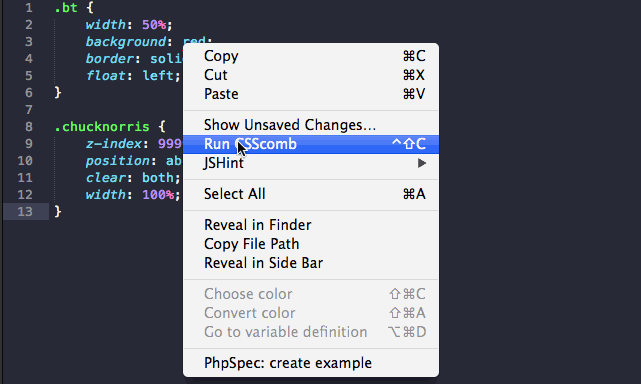 1 .bt {
2 width: 50%;
3 background: red;
4 border: soli
5 float: left;
6 }
7
8 .chucknorris {
9 z-index: 999
10 position: ab
11 clear: both;
12 width: 100%;
13 }
Copy ⌘C
Cut ⌘X
Paste ⌘V
Show Unsaved Changes…
Run CSScomb ^⇧C
JSHint ▶
Select All ⌘A
Reveal in Finder
Copy File Path
Reveal in Side Bar
Choose color ⇧⌘C
Convert color ⇧⌘A
Go to variable definition ⌥⌘D
PhpSpec: create example